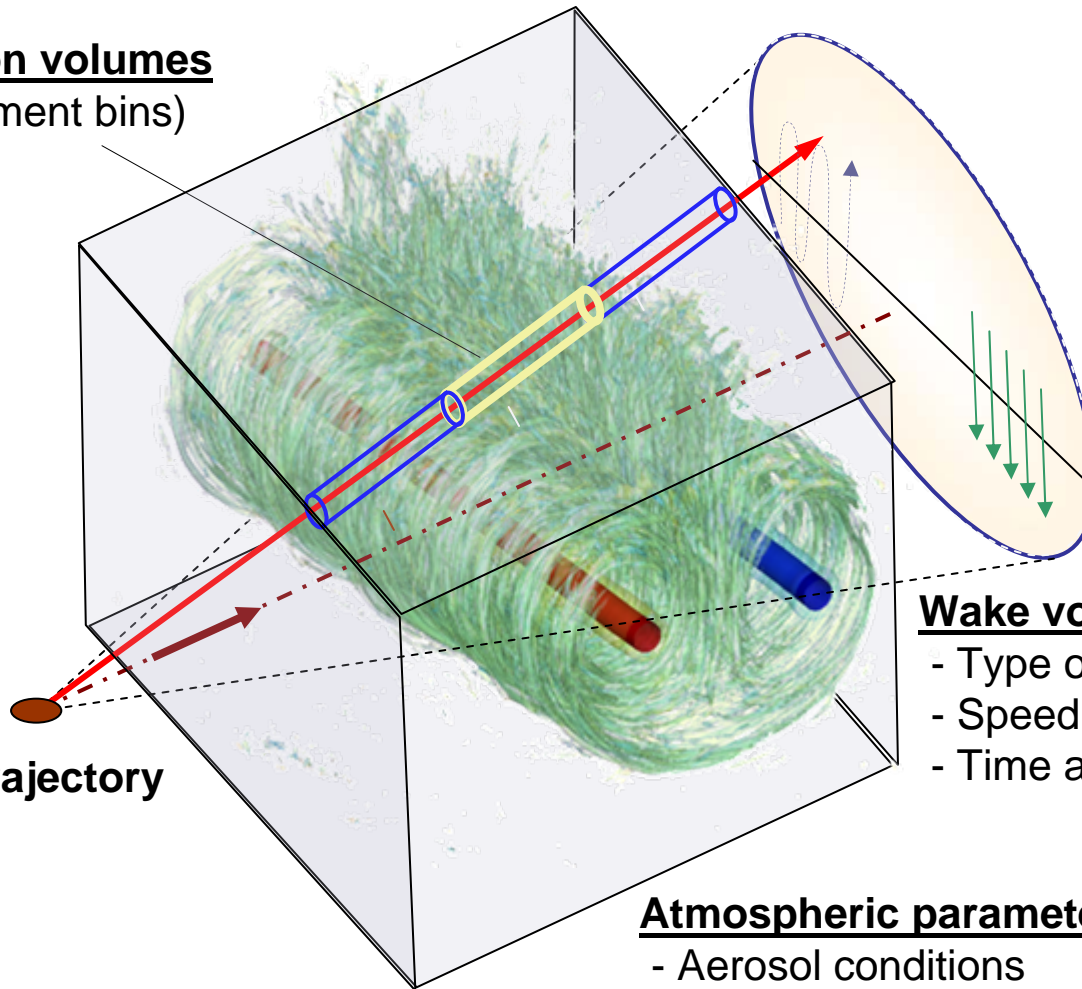 on volumes
ment bins)
ajectory
Wake vo
- Type o
- Speed
- Time a
Atmospheric paramete
- Aerosol conditions